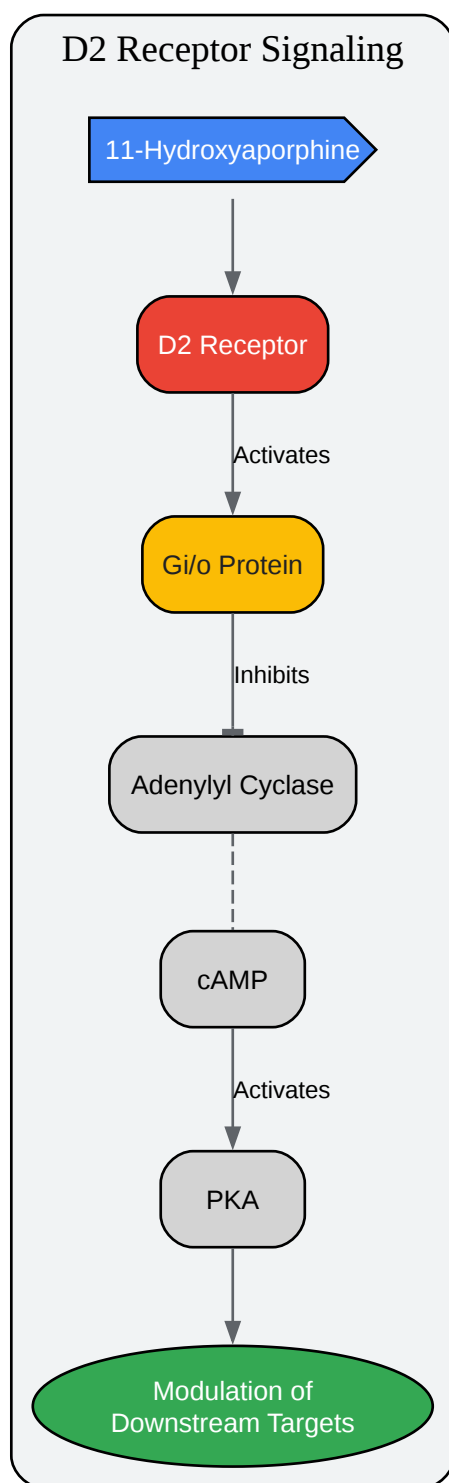 D2 Receptor Signaling
11-Hydroxyaporphine
D2 Receptor
Activates
Gi/o Protein
Inhibits
Adenylyl Cyclase
cAMP
Activates
PKA
Modulation of
Downstream Targets